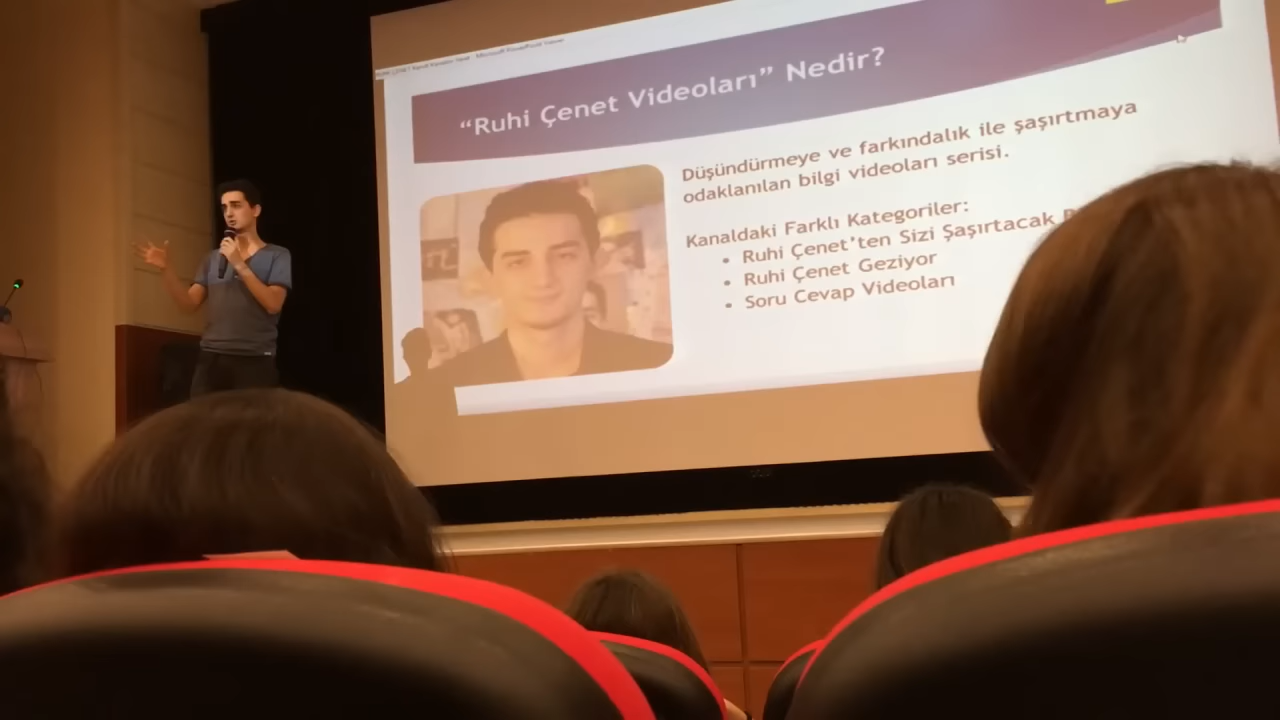 “Ruhi Çenet Videoları” Nedir?
Düşündürmeye ve farkındalık ile şaşırtmaya
odaklanılan bilgi videoları serisi.
Kanaldaki Farklı Kategoriler:
• Ruhi Çenet’ten Sizi Şaşırtacak
• Ruhi Çenet Geziyor
• Soru Cevap Videoları